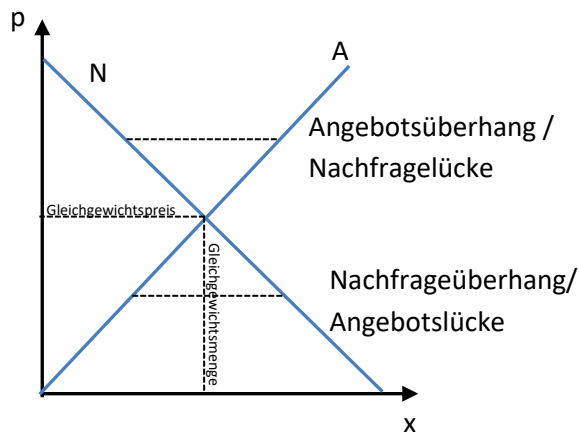 p
N
A
Angebotsüberhang /
Nachfragelücke
Gleichgewichtspreis
Gleichgewichtsmenge
Nachfrageüberhang/
Angebotslücke
x